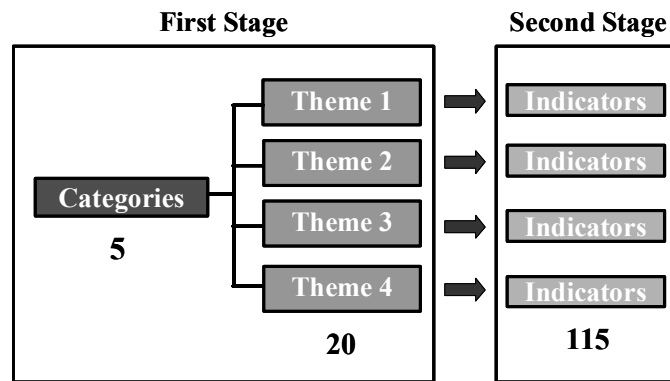 First Stage
Second Stage
Theme 1
Indicators
Theme 2
Indicators
Categories
5
Theme 3
Indicators
Theme 4
Indicators
20
115